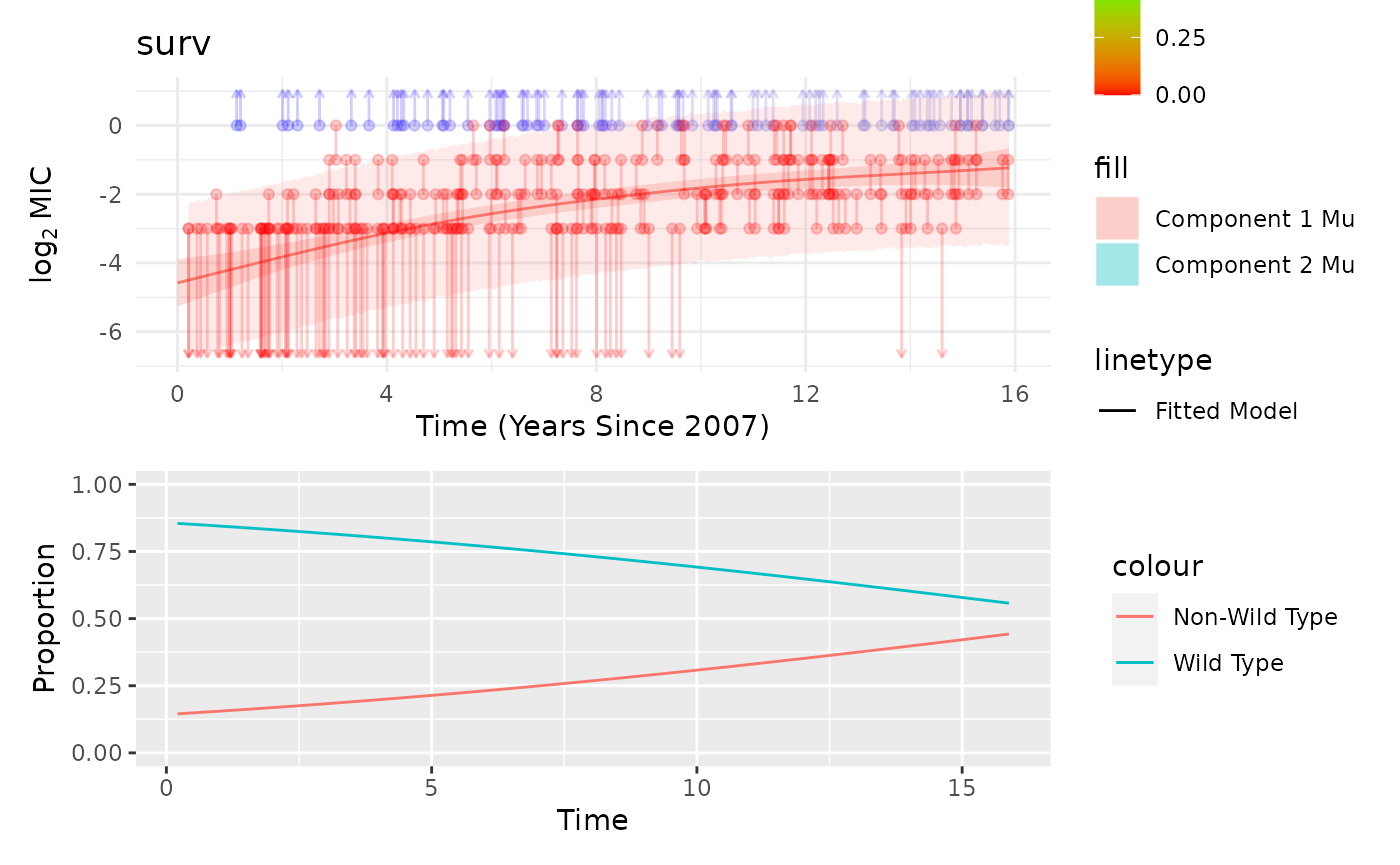 surv
0.25
0.00
0
-2
-4
-6
log₂ MIC
0 4 8 12 16
Time (Years Since 2007)
fill
Component 1 Mu
Component 2 Mu
linetype
Fitted Model
1.00
0.75
0.50
0.25
0.00
Proportion
0 5 10 15
Time
colour
Non-Wild Type
Wild Type